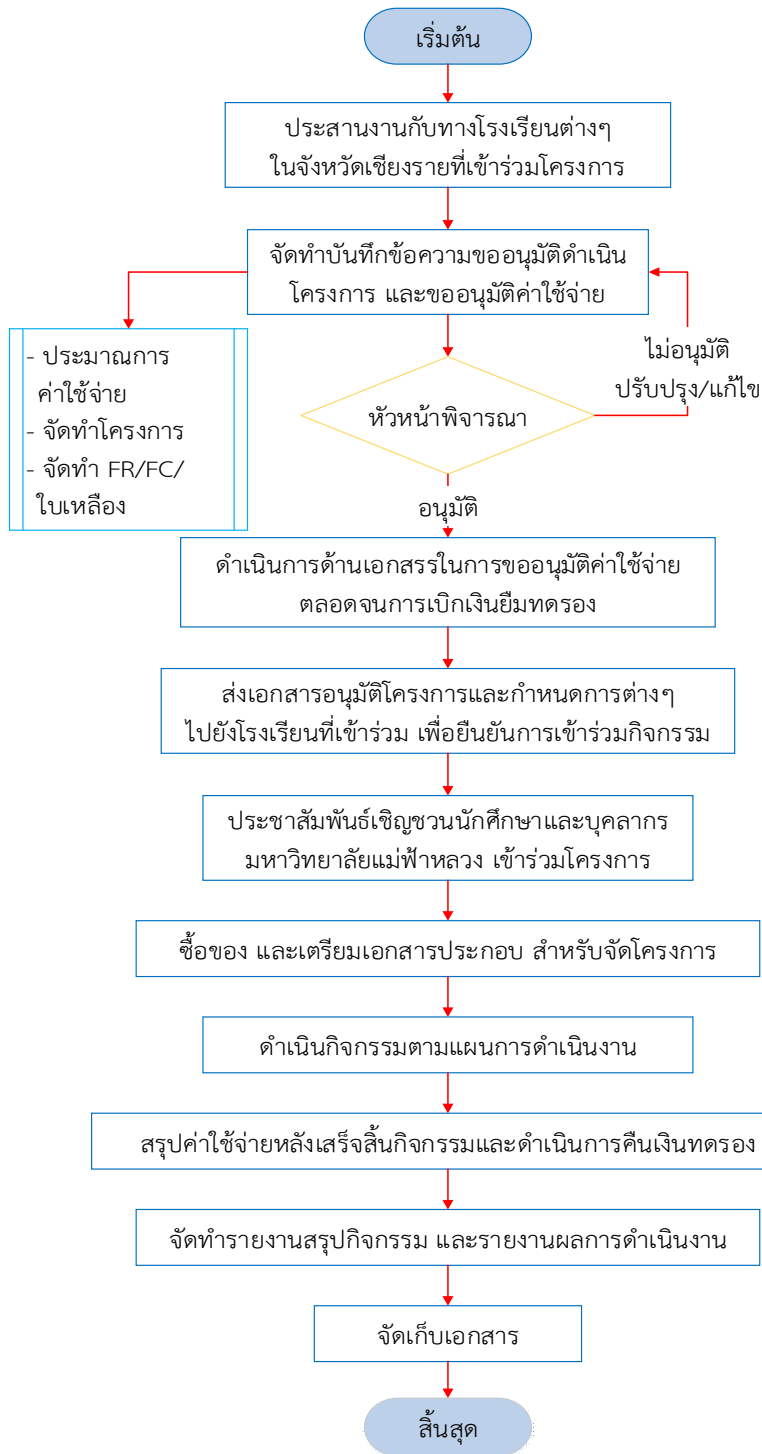 เริ่มต้น
ประสานงานกับทางโรงเรียนต่างๆ
ในจังหวัดเชียงรายที่เข้าร่วมโครงการ
จัดทำบันทึกข้อความขออนุมัติดำเนิน
โครงการ และขออนุมัติค่าใช้จ่าย
- ประมาณการ
ค่าใช้จ่าย
- จัดทำโครงการ
- จัดทำ FR/FC/
ใบเหลือง
ไม่อนุมัติ
ปรับปรุง/แก้ไข
หัวหน้าพิจารณา
อนุมัติ
ดำเนินการด้านเอกสรรในการขออนุมัติค่าใช้จ่าย
ตลอดจนการเบิกเงินยืมทดรอง
ส่งเอกสารอนุมัติโครงการและกำหนดการต่างๆ
ไปยังโรงเรียนที่เข้าร่วม เพื่อยืนยันการเข้าร่วมกิจกรรม
ประชาสัมพันธ์เชิญชวนนักศึกษาและบุคลากร
มหาวิทยาลัยแม่ฟ้าหลวง เข้าร่วมโครงการ
ซื้อของ และเตรียมเอกสารประกอบ สำหรับจัดโครงการ
ดำเนินกิจกรรมตามแผนการดำเนินงาน
สรุปค่าใช้จ่ายหลังเสร็จสิ้นกิจกรรมและดำเนินการคืนเงินทดรอง
จัดทำรายงานสรุปกิจกรรม และรายงานผลการดำเนินงาน
จัดเก็บเอกสาร
สิ้นสุด